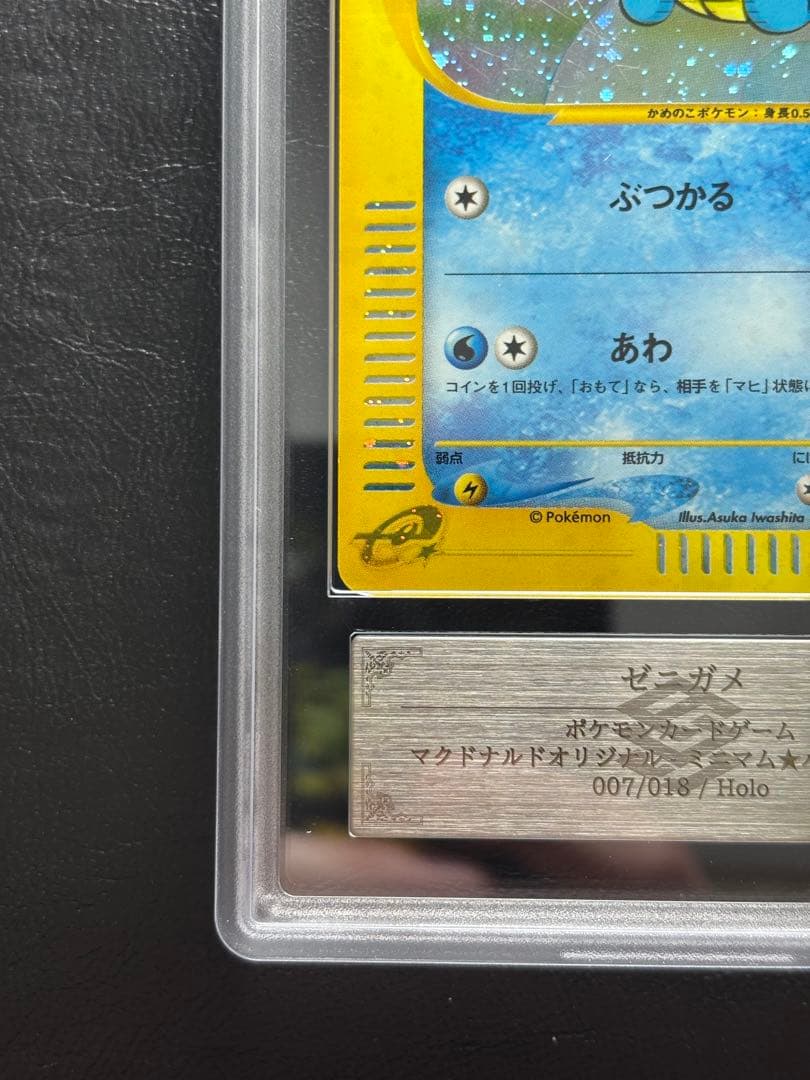 かめのこポケモン：身長0.5
ぶつかる
あわ
コインを1回投げ、「おもて」なら、相手を「マヒ」状態に
弱点
抵抗力
に
© Pokémon
Illus.Asuka Iwashita
e
ゼニガメ
ポケモンカードゲーム
マクドナルドオリジナル～ミニマム★
007/018 / Holo